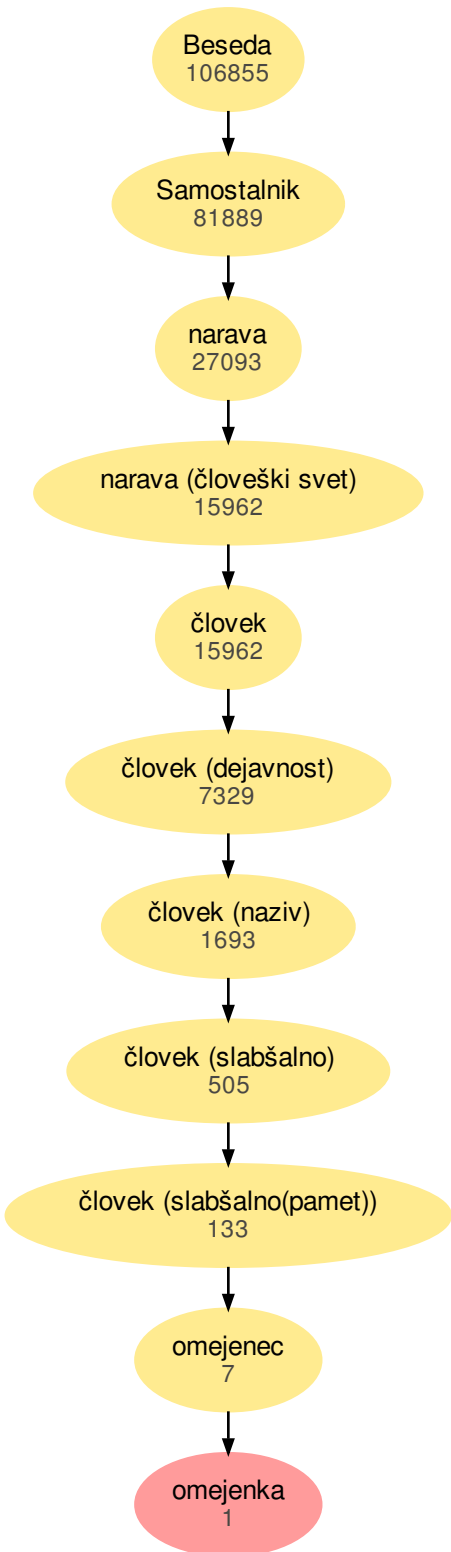 Beseda
106855
Samostalnik
81889
narava
27093
narava (človeški svet)
15962
človek
15962
človek (dejavnost)
7329
človek (naziv)
1693
človek (slabšalno)
505
človek (slabšalno(pamet))
133
omejenec
7
omejenka
1